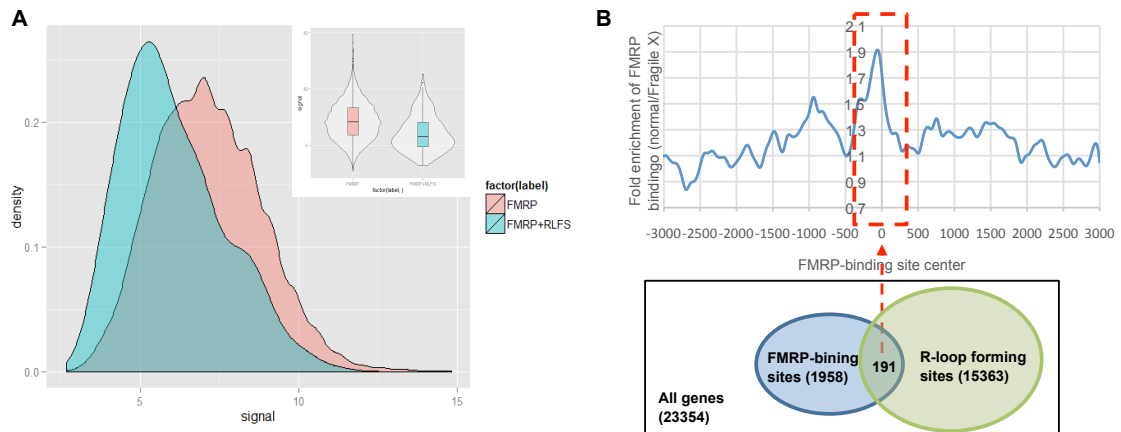 A
0.2
0.1
0.0
density
5
10
15
signal
signal
FMRP
FMRP+RLFS
factor(label, )
factor(label)
FMRP
FMRP+RLFS
B
Fold enrichment of FMRP
bindingo (normal/Fragile X)
2.1
1.9
1.7
1.5
1.3
1.1
0.9
0.7
-3000 -2500 -2000 -1500 -1000 -500 0 500 1000 1500 2000 2500 3000
FMRP-binding site center
FMRP-bining
sites (1958)
191
R-loop forming
sites (15363)
All genes
(23354)